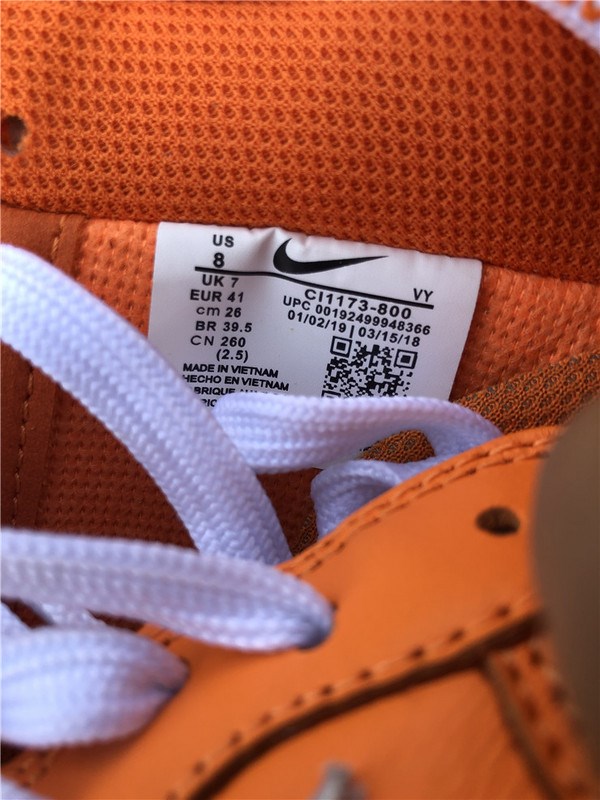 US
8
UK 7
EUR 41
cm 26
BR 39.5
CN 260
(2.5)
VY
CI1173-800
UPC 00192499948366
01/02/19 | 03/15/18
MADE IN VIETNAM
HECHO EN VIETNAM